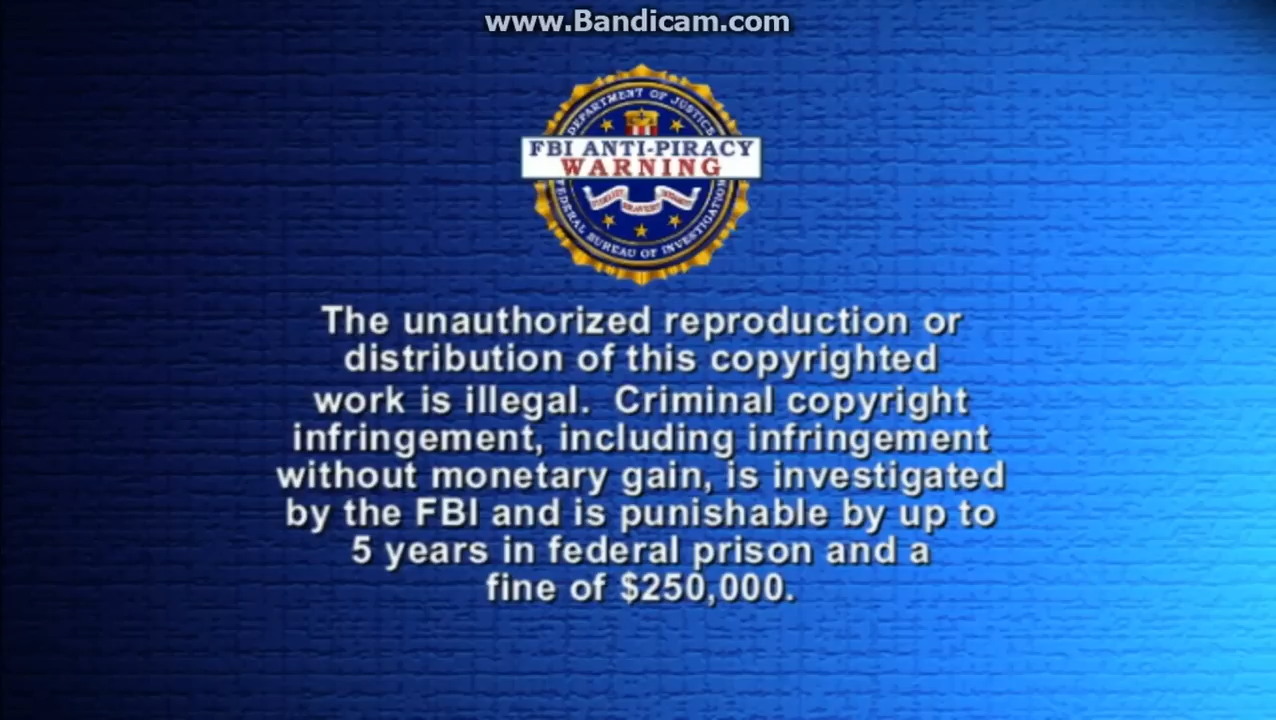 www.Bandicam.com
DEPARTMENT OF JUSTICE
FBI ANTI-PIRACY
WARNING
FEDERAL BUREAU OF INVESTIGATION
The unauthorized reproduction or
distribution of this copyrighted
work is illegal.  Criminal copyright
infringement, including infringement
without monetary gain, is investigated
by the FBI and is punishable by up to
5 years in federal prison and a
fine of $250,000.